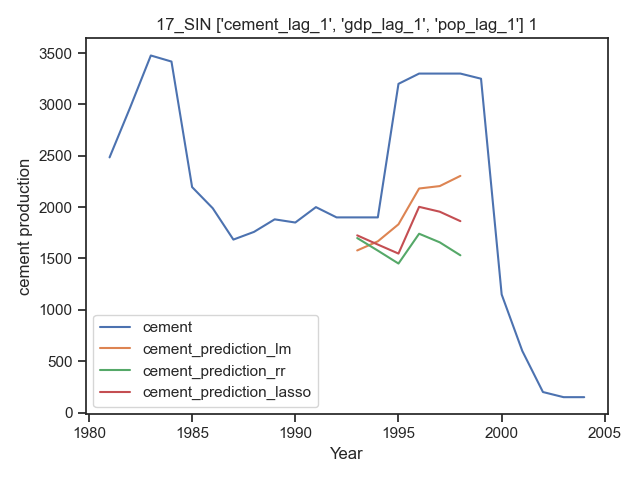 17_SIN ['cement_lag_1', 'gdp_lag_1', 'pop_lag_1'] 1
3500
3000
2500
2000
1500
1000
500
0
cement production
cement
cement_prediction_lm
cement_prediction_rr
cement_prediction_lasso
1980 1985 1990 1995 2000 2005
Year